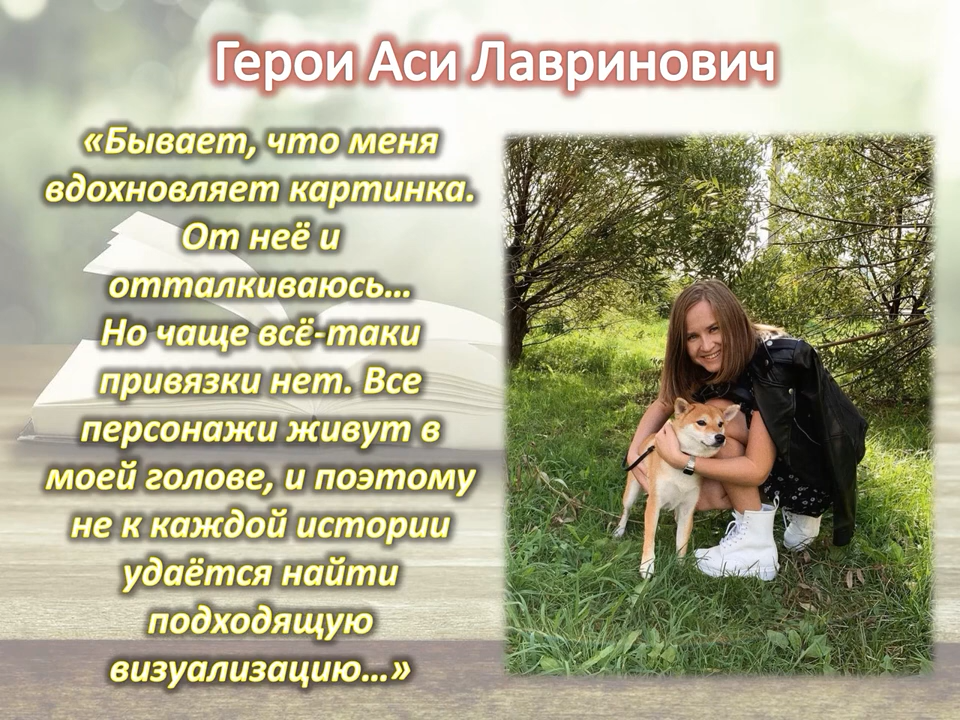 Герои Аси Лавринович
«Бывает, что меня
вдохновляет картинка.
От неё и
отталкиваюсь...
Но чаще всё-таки
привязки нет. Все
персонажи живут в
моей голове, и поэтому
не к каждой истории
удаётся найти
подходящую
визуализацию...»